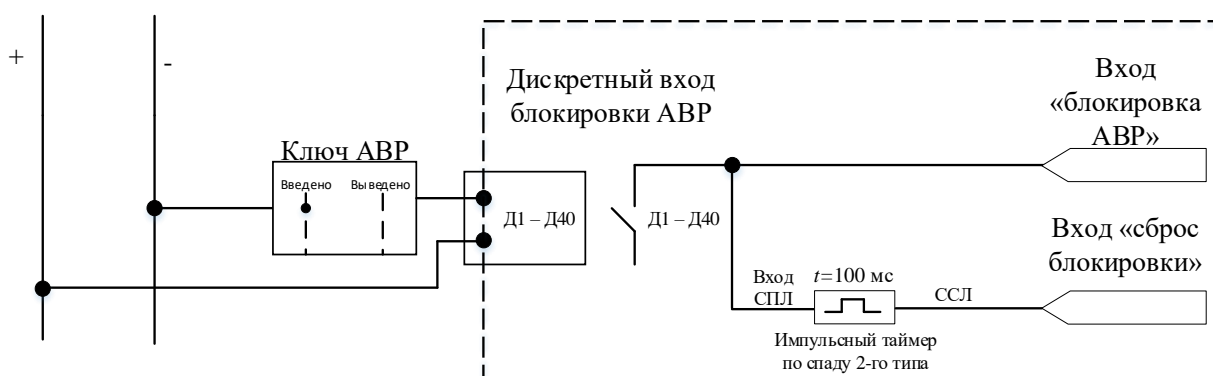 +
-
Ключ АВР
Введено
Выведено
Дискретный вход
блокировки АВР
Д1 – Д40
Д1 – Д40
Вход
«блокировка
АВР»
Вход «сброс
блокировки»
Вход
СПЛ
t=100 мс
ССЛ
Импульсный таймер
по спаду 2-го типа